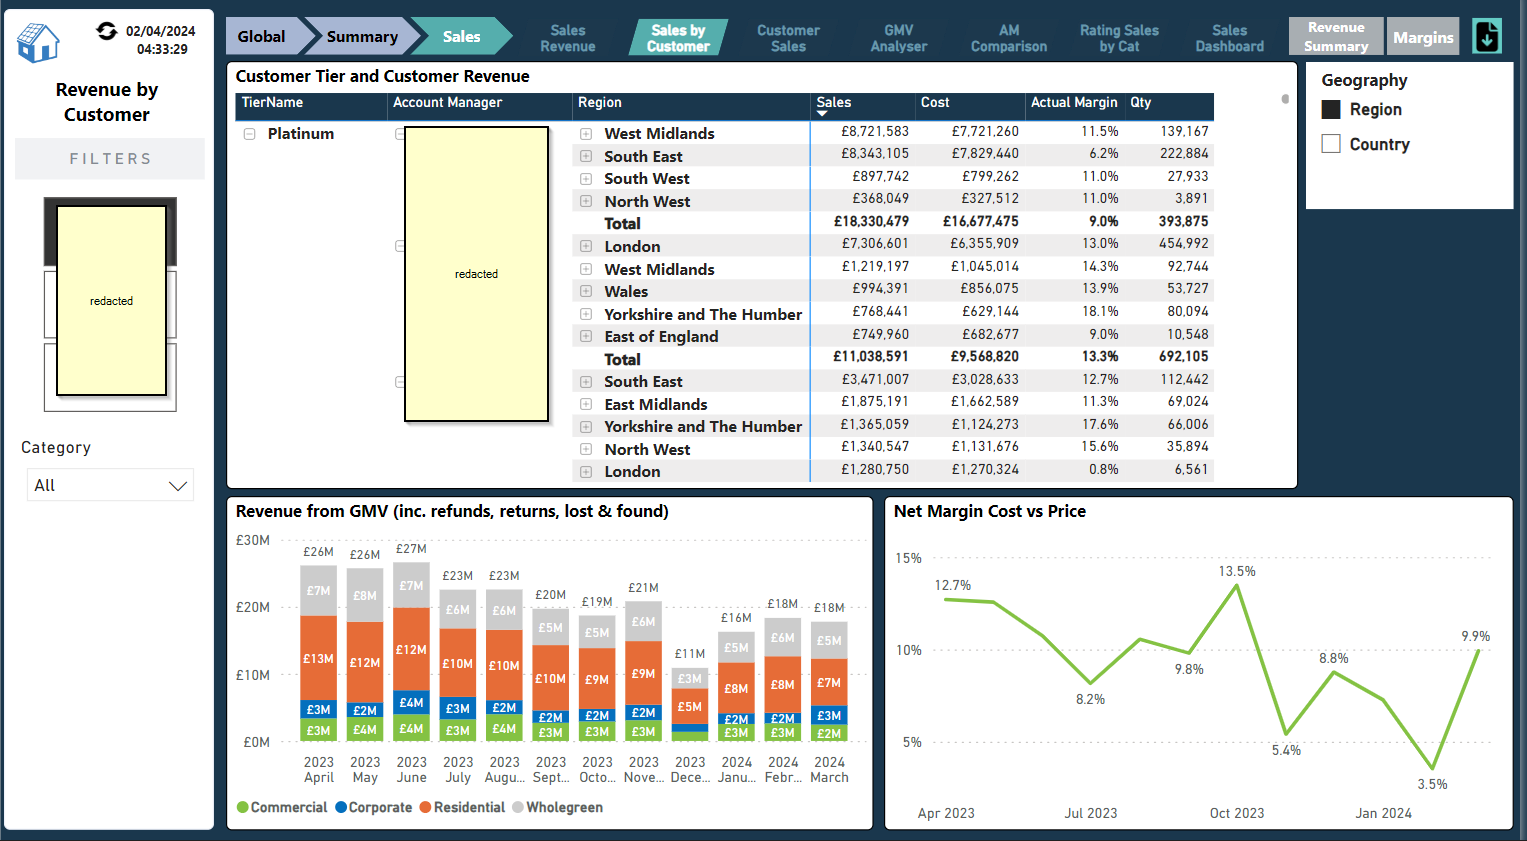 02/04/2024
04:33:29
Revenue by
Customer
FILTERS
redacted
Category
All
Global
Summary
Sales
Sales
Revenue
Sales by
Customer
Customer
Sales
GMV
Analyser
AM
Comparison
Rating Sales
by Cat
Sales
Dashboard
Revenue
Summary
Margins
Geography
Region
Country
Customer Tier and Customer Revenue
TierName Account Manager Region Sales Cost Actual Margin Qty
Platinum West Midlands £8,721,583 £7,721,260 11.5% 139,167
South East £8,343,105 £7,829,440 6.2% 222,884
South West £897,742 £799,262 11.0% 27,933
North West £368,049 £327,512 11.0% 3,891
Total £18,330,479 £16,677,475 9.0% 393,875
London £7,306,601 £6,355,909 13.0% 454,992
redacted
West Midlands £1,219,197 £1,045,014 14.3% 92,744
Wales £994,391 £856,075 13.9% 53,727
Yorkshire and The Humber £768,441 £629,144 18.1% 80,094
East of England £749,960 £682,677 9.0% 10,548
Total £11,038,591 £9,568,820 13.3% 692,105
South East £3,471,007 £3,028,633 12.7% 112,442
East Midlands £1,875,191 £1,662,589 11.3% 69,024
Yorkshire and The Humber £1,365,059 £1,124,273 17.6% 66,006
North West £1,340,547 £1,131,676 15.6% 35,894
London £1,280,750 £1,270,324 0.8% 6,561
Revenue from GMV (inc. refunds, returns, lost & found)
£30M
£20M
£10M
£0M
£26M £26M £27M £23M £23M £20M £19M £21M £11M £16M £18M £18M
£7M £8M £7M £6M £6M £5M £5M £6M £3M £5M £6M £5M
£13M £12M £12M £10M £10M £10M £9M £9M £5M £8M £8M £7M
£3M £2M £4M £3M £2M £2M £2M £2M £2M £2M £3M
£3M £4M £4M £3M £4M £3M £3M £3M £3M £3M £2M
2023 2023 2023 2023 2023 2023 2023 2023 2023 2024 2024 2024
April May June July Augu... Sept... Octo... Nove... Dece... Janu... Febr... March
Commercial Corporate Residential Wholegreen
Net Margin Cost vs Price
15%
10%
5%
12.7%
8.2%
9.8%
13.5%
5.4%
8.8%
3.5%
9.9%
Apr 2023 Jul 2023 Oct 2023 Jan 2024